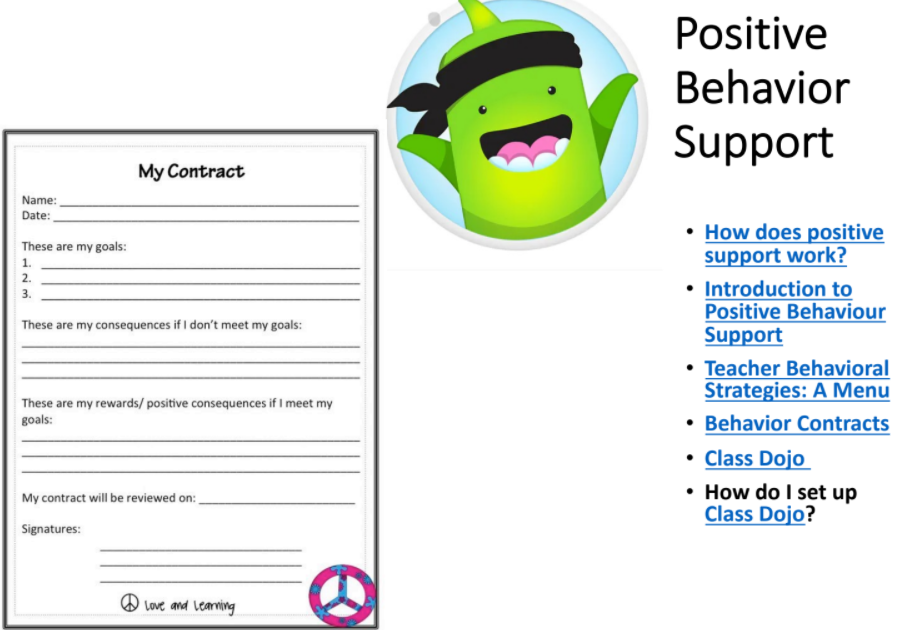 Positive
Behavior
Support
My Contract
Name:
Date:
These are my goals:
1.
2.
3.
These are my consequences if I don't meet my goals:
These are my rewards/ positive consequences if I meet my
goals:
My contract will be reviewed on:
Signatures:
Love and Learning
• How does positive
support work?
• Introduction to
Positive Behaviour
Support
• Teacher Behavioral
Strategies: A Menu
• Behavior Contracts
• Class Dojo
• How do I set up
Class Dojo?